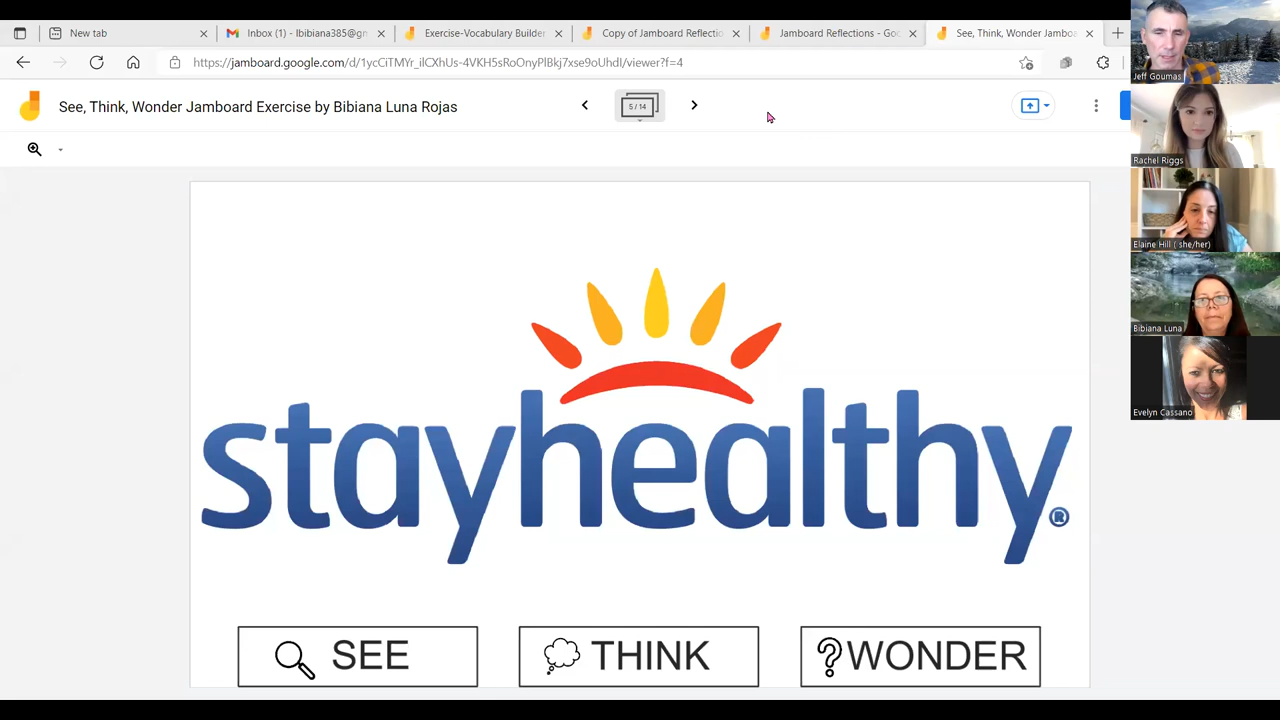 New tab
Inbox (1) - lbibiana385@gm
Exercise-Vocabulary Builder
Copy of Jamboard Reflectio
Jamboard Reflections - Goo
See, Think, Wonder Jamboa
https://jamboard.google.com/d/1ycCiTMYr_ilCXhUs-4VKH5sRoOnyPlBkj7xse9oUhdI/viewer?f=4
See, Think, Wonder Jamboard Exercise by Bibiana Luna Rojas
5 / 14
Jeff Goumas
Rachel Riggs
Elaine Hill ( she/her)
Bibiana Luna
Evelyn Cassano
stayhealthy®
SEE
THINK
?WONDER